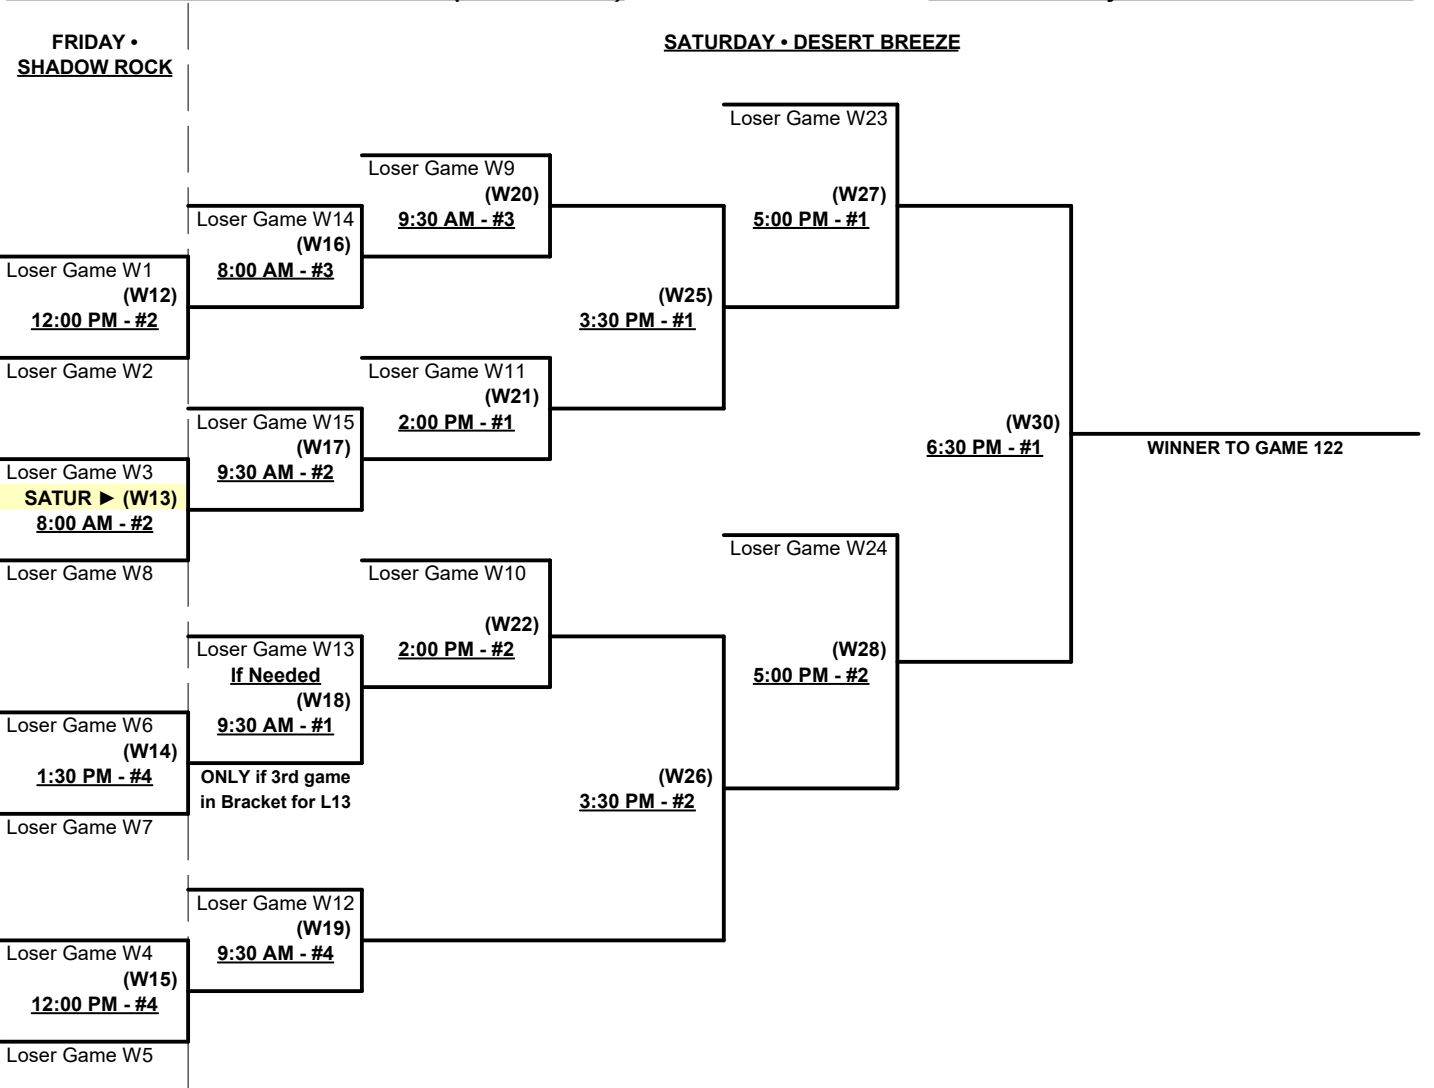 FRIDAY •
SHADOW ROCK
SATURDAY • DESERT BREEZE
Loser Game W23
Loser Game W9
(W20)
9:30 AM - #3
(W27)
5:00 PM - #1
Loser Game W14
(W16)
8:00 AM - #3
Loser Game W1
(W12)
12:00 PM - #2
Loser Game W2
(W25)
3:30 PM - #1
Loser Game W11
(W21)
2:00 PM - #1
Loser Game W15
(W17)
9:30 AM - #2
Loser Game W3
SATUR ► (W13)
8:00 AM - #2
Loser Game W8
(W30)
6:30 PM - #1
WINNER TO GAME 122
Loser Game W24
Loser Game W10
(W22)
2:00 PM - #2
(W28)
5:00 PM - #2
Loser Game W13
If Needed
(W18)
9:30 AM - #1
ONLY if 3rd game
in Bracket for L13
Loser Game W6
(W14)
1:30 PM - #4
Loser Game W7
(W26)
3:30 PM - #2
Loser Game W12
(W19)
9:30 AM - #4
Loser Game W4
(W15)
12:00 PM - #4
Loser Game W5